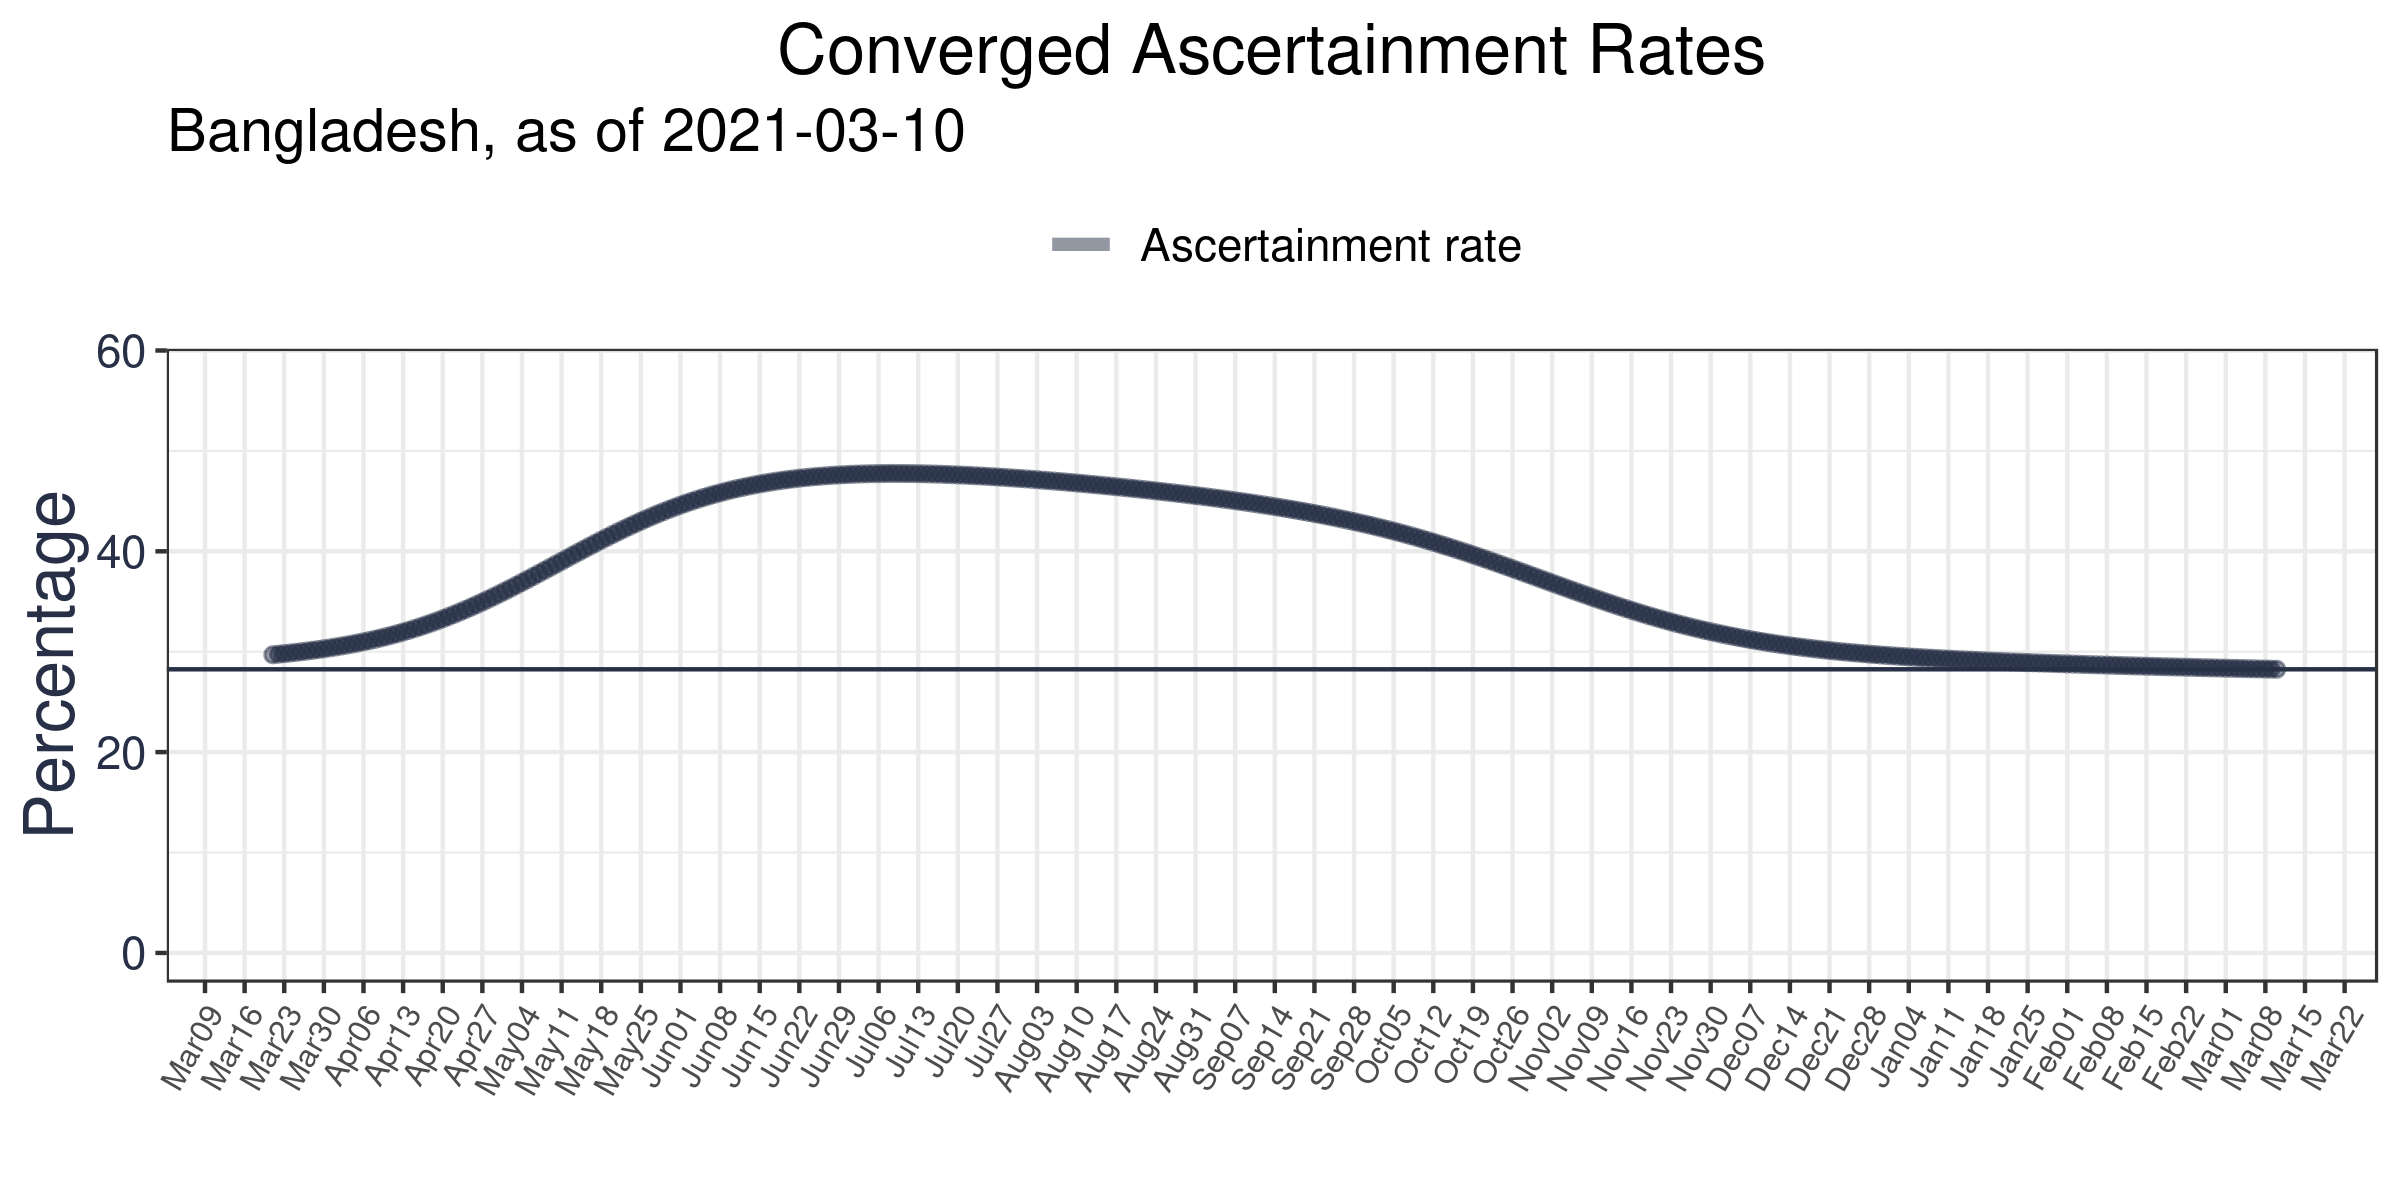 Converged Ascertainment Rates
Bangladesh, as of 2021-03-10
Ascertainment rate
Percentage
60
40
20
0
Mar09 Mar16 Mar23 Mar30 Apr06 Apr13 Apr20 Apr27 May04 May11 May18 May25 Jun01 Jun08 Jun15 Jun22 Jun29 Jul06 Jul13 Jul20 Jul27 Aug03 Aug10 Aug17 Aug24 Aug31 Sep07 Sep14 Sep21 Sep28 Oct05 Oct12 Oct19 Oct26 Nov02 Nov09 Nov16 Nov23 Nov30 Dec07 Dec14 Dec21 Dec28 Jan04 Jan11 Jan18 Jan25 Feb01 Feb08 Feb15 Feb22 Mar01 Mar08 Mar15 Mar22